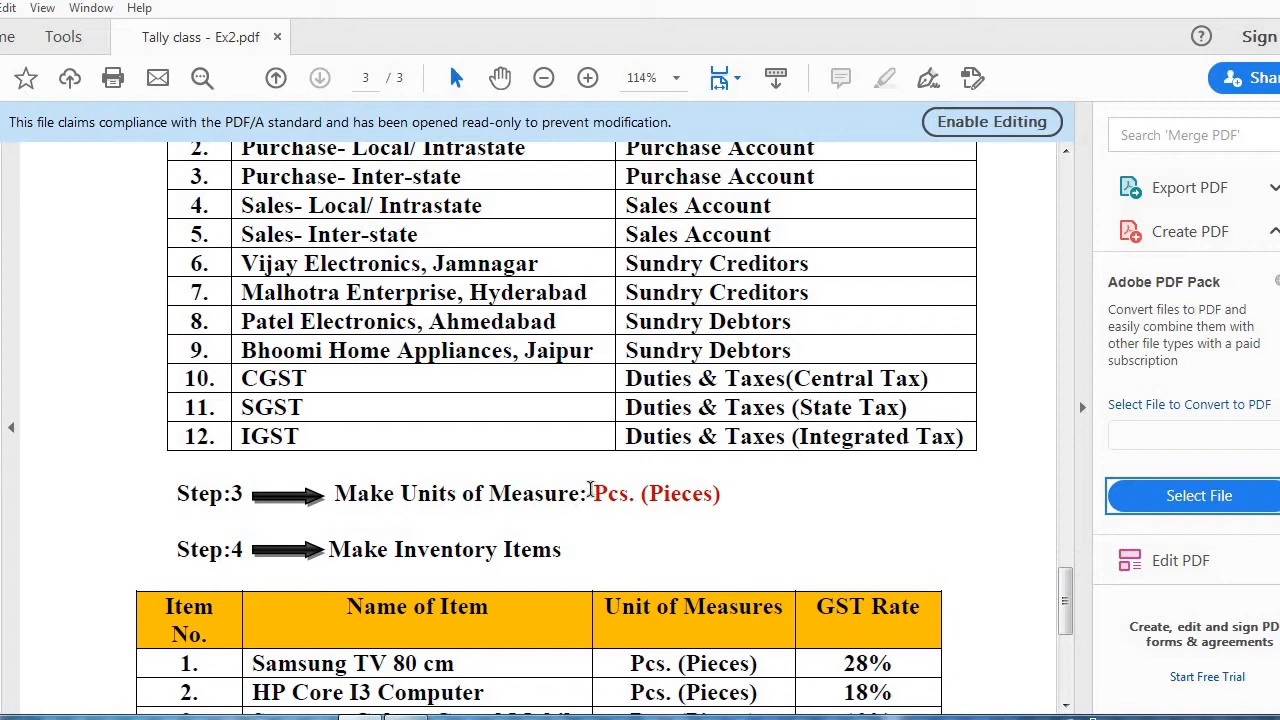 Edit View Window Help
me Tools Tally class - Ex2.pdf × ? Sign
3 / 3 114% Shar
This file claims compliance with the PDF/A standard and has been opened read-only to prevent modification. Enable Editing
2. Purchase- Local/ Intrastate Purchase Account
3. Purchase- Inter-state Purchase Account
4. Sales- Local/ Intrastate Sales Account
5. Sales- Inter-state Sales Account
6. Vijay Electronics, Jamnagar Sundry Creditors
7. Malhotra Enterprise, Hyderabad Sundry Creditors
8. Patel Electronics, Ahmedabad Sundry Debtors
9. Bhoomi Home Appliances, Jaipur Sundry Debtors
10. CGST Duties & Taxes(Central Tax)
11. SGST Duties & Taxes (State Tax)
12. IGST Duties & Taxes (Integrated Tax)
Step:3 Make Units of Measure: Pcs. (Pieces)
Step:4 Make Inventory Items
Item No. Name of Item Unit of Measures GST Rate
1. Samsung TV 80 cm Pcs. (Pieces) 28%
2. HP Core I3 Computer Pcs. (Pieces) 18%
Search 'Merge PDF'
Export PDF
Create PDF
Adobe PDF Pack
Convert files to PDF and
easily combine them with
other file types with a paid
subscription
Select File to Convert to PDF
Select File
Edit PDF
Create, edit and sign PD
forms & agreements
Start Free Trial